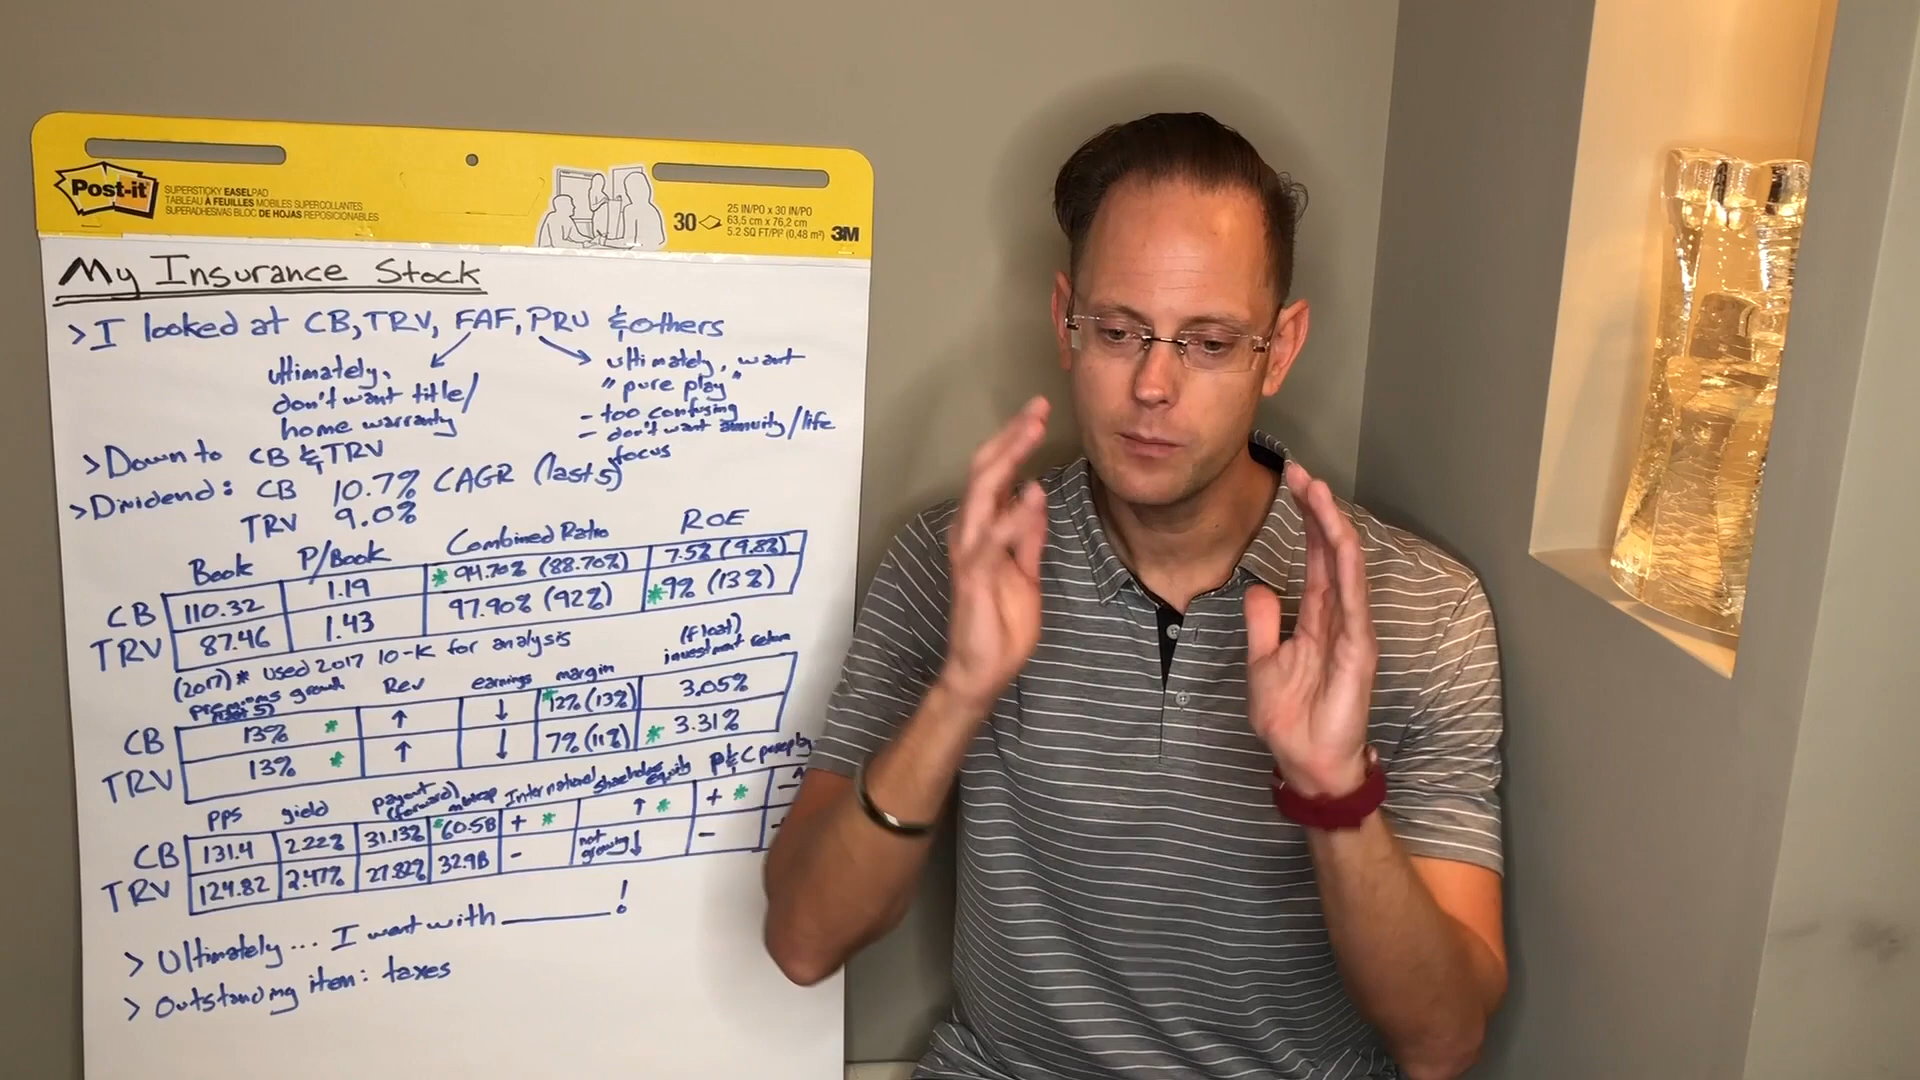 Post-it
SUPERSTICKY EASEL PAD
TABLEAU À FEUILLES MOBILES SUPERCOLLANTES
SUPERADHESIVAS BLOC DE HOJAS REPOSICIONABLES
30
25 IN/PO x 30 IN/PO
63,5 cm x 76,2 cm
5.2 SQ FT/PI² (0,48 m²)
3M
My Insurance Stock
> I looked at CB, TRV, FAF, PRU & others
ultimately, don't want title/ home warranty
ultimately, want "pure play"
- too confusing
- don't want annuity/life focus
> Down to CB & TRV
> Dividend: CB 10.7% CAGR (last 5)
TRV 9.0%
Book P/Book Combined Ratio ROE
CB 110.32 1.19 * 94.70% (88.70%) 7.5% (9.8%)
TRV 87.46 1.43 97.90% (92%) * 9% (13%)
(2017) * Used 2017 10-K for analysis
premiums growth (last 5) Rev earnings margin (float) investment return
CB 13% * ↑ ↓ * 12% (13%) 3.05%
TRV 13% * ↑ ↓ 7% (11%) * 3.31%
pps yield payout (forward) mktcap International shareholder equity P&C pureplay
CB 131.4 2.22% 31.13% * 60.5B + * ↑ * + *
TRV 124.82 2.47% 27.82% 32.9B - not growing ↓ -
> Ultimately... I went with ______!
> Outstanding item: taxes